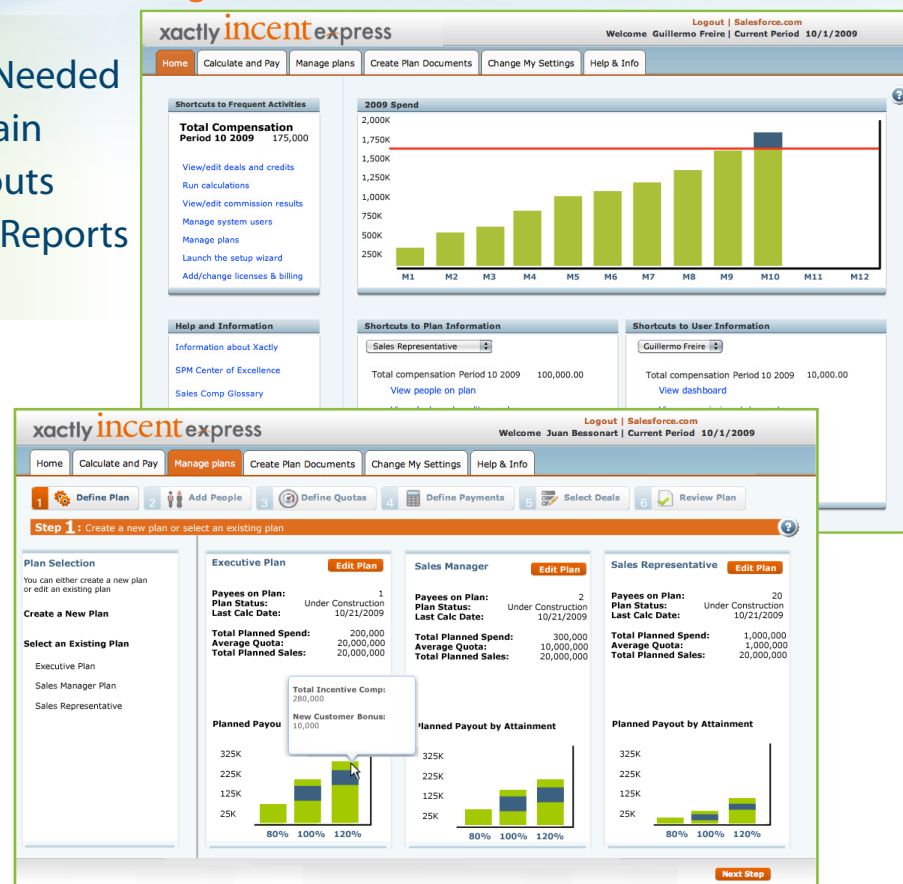 Needed
Reports
xactly incent express
Logout | Salesforce.com
Welcome Guillermo Freire | Current Period 10/1/2009
Home
Calculate and Pay
Manage plans
Create Plan Documents
Change My Settings
Help & Info
Shortcuts to Frequent Activities
Total Compensation
Period 10 2009 175,000
View/edit deals and credits
Run calculations
View/edit commission results
Manage system users
Manage plans
Launch the setup wizard
Add/change licenses & billing
2009 Spend
2,000K
1,750K
1,500K
1,250K
1,000K
750K
500K
250K
M1 M2 M3 M4 M5 M6 M7 M8 M9 M10 M11 M12
?
Help and Information
Information about Xactly
SPM Center of Excellence
Sales Comp Glossary
Shortcuts to Plan Information
Sales Representative
Total compensation Period 10 2009 100,000.00
View people on plan
Shortcuts to User Information
Guillermo Freire
Total compensation Period 10 2009 10,000.00
View dashboard
xactly incent express
Logout | Salesforce.com
Welcome Juan Bessonart | Current Period 10/1/2009
Home
Calculate and Pay
Manage plans
Create Plan Documents
Change My Settings
Help & Info
1 Define Plan
2 Add People
3 Define Quotas
4 Define Payments
5 Select Deals
6 Review Plan
Step 1: Create a new plan or select an existing plan
?
Plan Selection
You can either create a new plan
or edit an existing plan
Create a New Plan
Select an Existing Plan
Executive Plan
Sales Manager Plan
Sales Representative
Executive Plan
Edit Plan
Payees on Plan: 1
Plan Status: Under Construction
Last Calc Date: 10/21/2009
Total Planned Spend: 200,000
Average Quota: 20,000,000
Total Planned Sales: 20,000,000
Total Incentive Comp:
280,000
New Customer Bonus:
10,000
Planned Payou
325K
225K
125K
25K
80% 100% 120%
Sales Manager
Edit Plan
Payees on Plan: 2
Plan Status: Under Construction
Last Calc Date: 10/21/2009
Total Planned Spend: 300,000
Average Quota: 10,000,000
Total Planned Sales: 20,000,000
Planned Payout by Attainment
325K
225K
125K
25K
80% 100% 120%
Sales Representative
Edit Plan
Payees on Plan: 20
Plan Status: Under Construction
Last Calc Date: 10/21/2009
Total Planned Spend: 1,000,000
Average Quota: 1,000,000
Total Planned Sales: 20,000,000
Planned Payout by Attainment
325K
225K
125K
25K
80% 100% 120%
Next Step